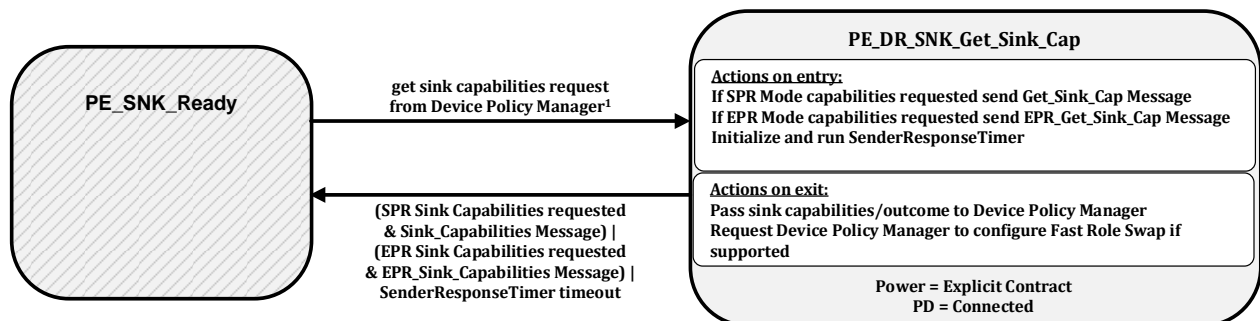 PE_SNK_Ready
get sink capabilities request
from Device Policy Manager¹
(SPR Sink Capabilities requested
& Sink_Capabilities Message) |
(EPR Sink Capabilities requested
& EPR_Sink_Capabilities Message) |
SenderResponseTimer timeout
PE_DR_SNK_Get_Sink_Cap
Actions on entry:
If SPR Mode capabilities requested send Get_Sink_Cap Message
If EPR Mode capabilities requested send EPR_Get_Sink_Cap Message
Initialize and run SenderResponseTimer
Actions on exit:
Pass sink capabilities/outcome to Device Policy Manager
Request Device Policy Manager to configure Fast Role Swap if
supported
Power = Explicit Contract
PD = Connected